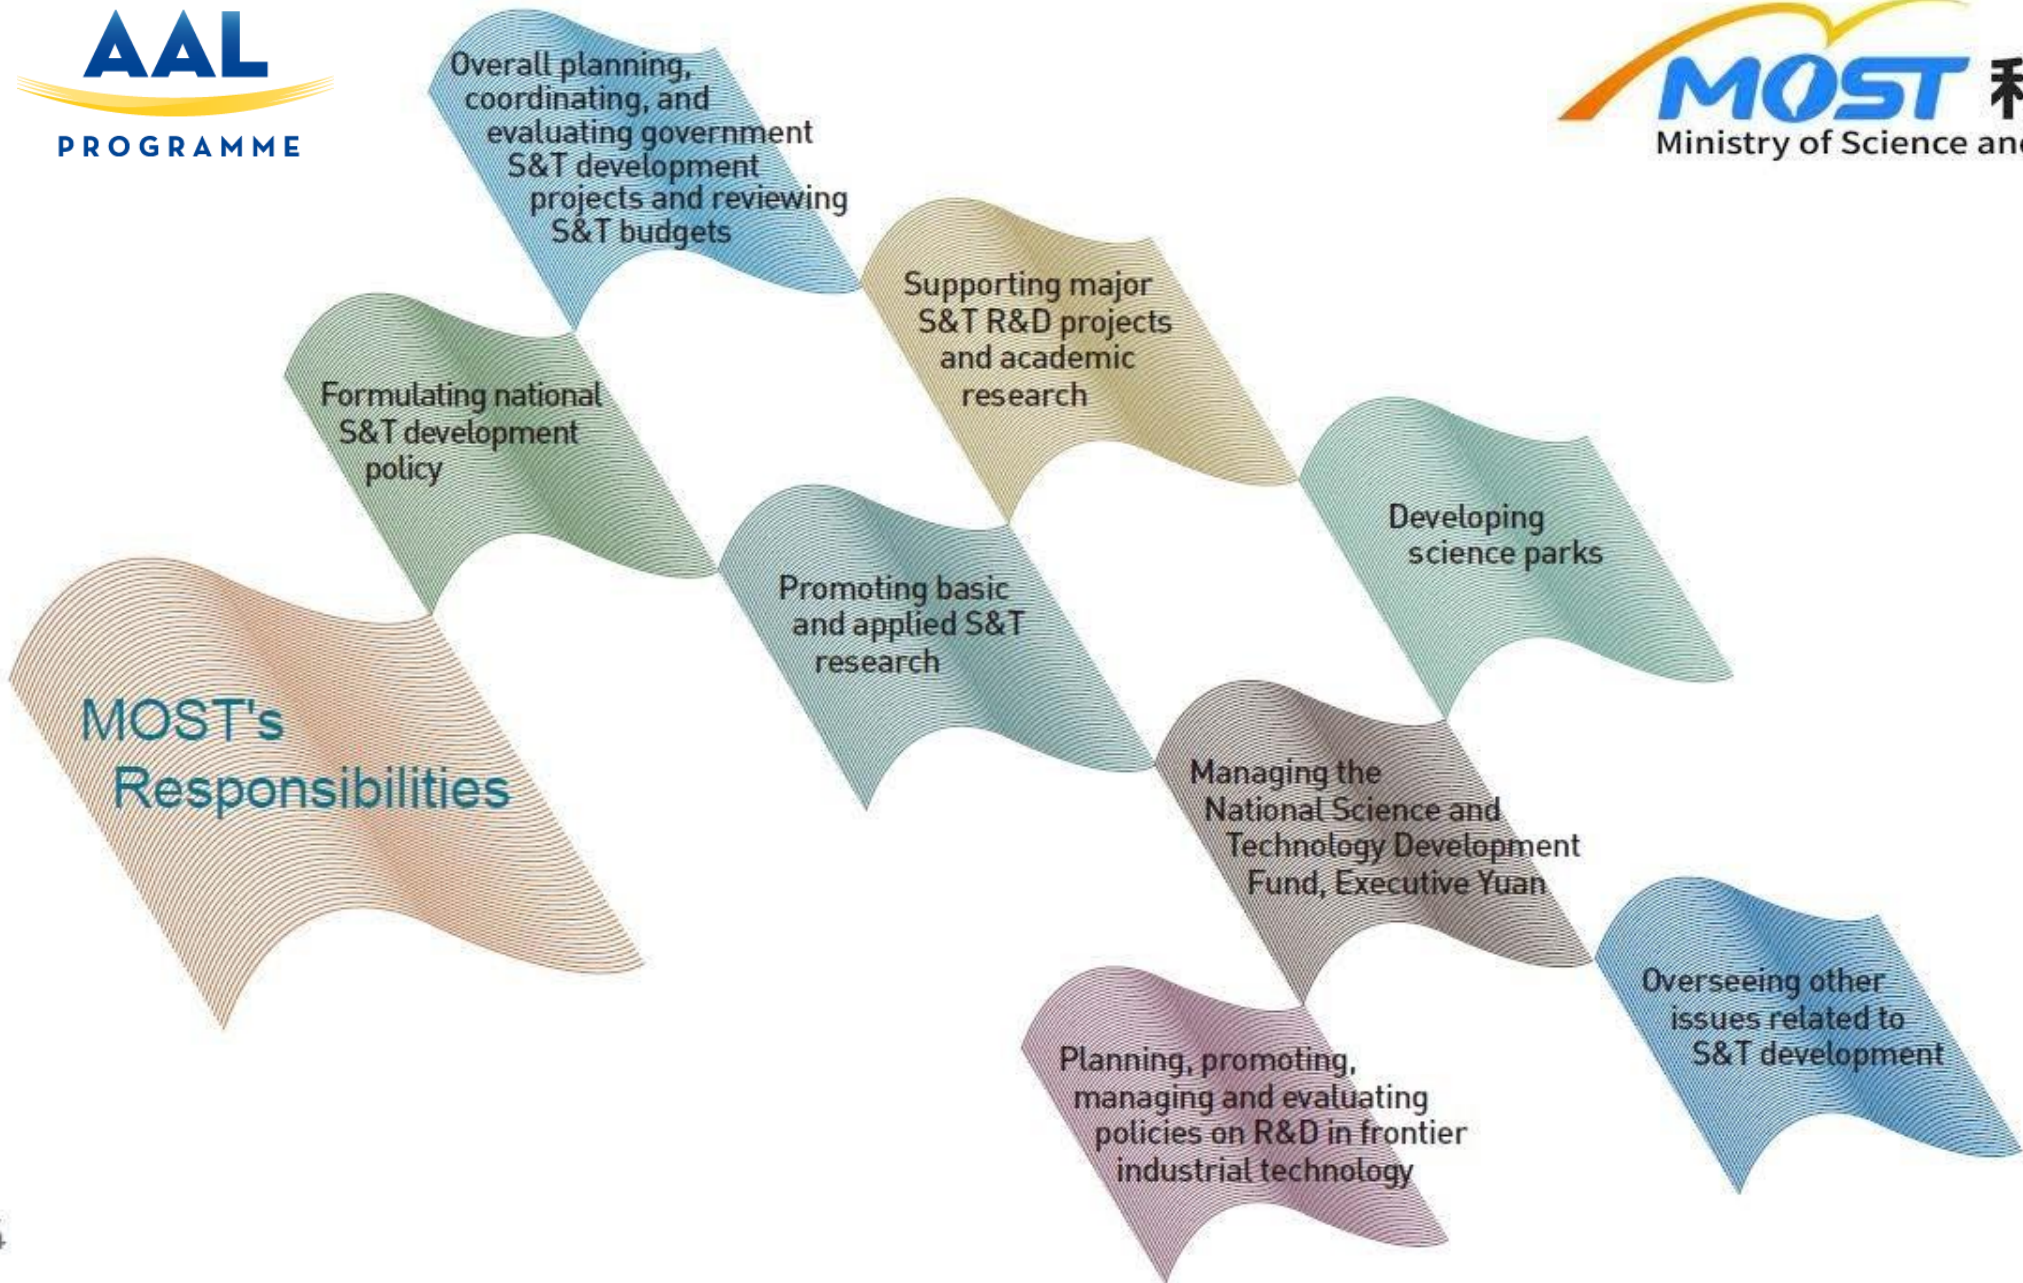 AAL
PROGRAMME
MOST 科
Ministry of Science and
Overall planning,
coordinating, and
evaluating government
S&T development
projects and reviewing
S&T budgets
Supporting major
S&T R&D projects
and academic
research
Formulating national
S&T development
policy
Developing
science parks
Promoting basic
and applied S&T
research
MOST's
Responsibilities
Managing the
National Science and
Technology Development
Fund, Executive Yuan
Overseeing other
issues related to
S&T development
Planning, promoting,
managing and evaluating
policies on R&D in frontier
industrial technology